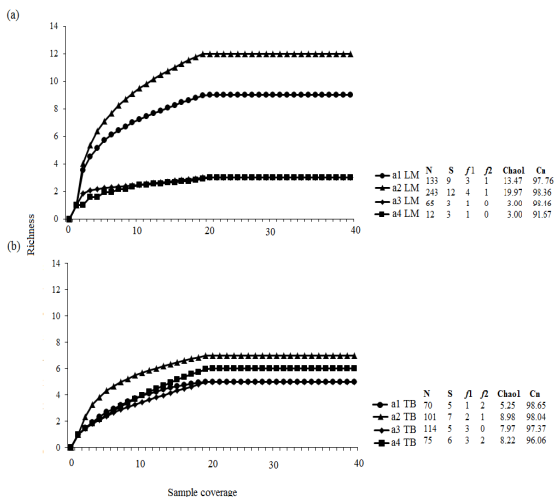 (a)
14
12
10
8
6
4
2
0
0 10 20 30 40
Richness
N S f1 f2 Chao1 Cn
a1 LM 133 9 3 1 13.47 97.76
a2 LM 243 12 4 1 19.97 98.36
a3 LM 65 3 1 0 3.00 98.46
a4 LM 12 3 1 0 3.00 91.67
(b)
14
12
10
8
6
4
2
0
0 10 20 30 40
Sample coverage
N S f1 f2 Chao1 Cn
a1 TB 70 5 1 2 5.25 98.65
a2 TB 101 7 2 1 8.98 98.04
a3 TB 114 5 3 0 7.97 97.37
a4 TB 75 6 3 2 8.22 96.06